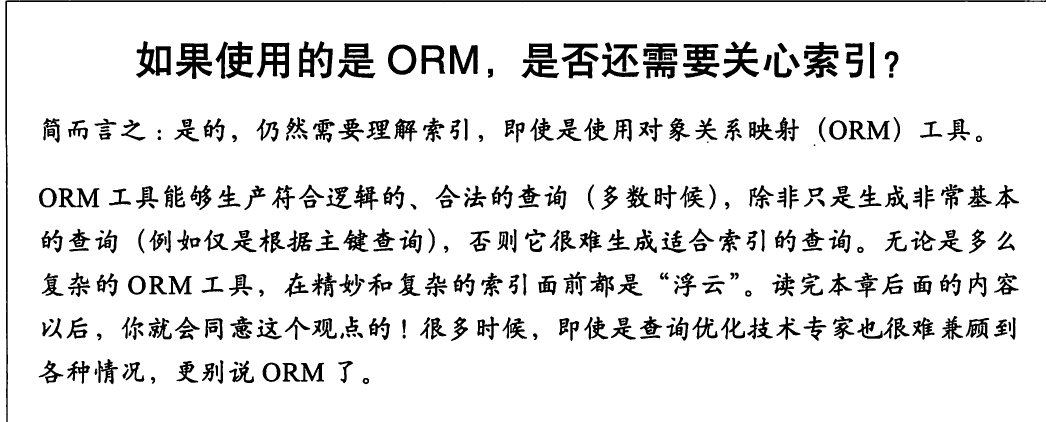 如果使用的是 ORM，是否还需要关心索引？
简而言之：是的，仍然需要理解索引，即使是使用对象关系映射（ORM）工具。
ORM 工具能够生产符合逻辑的、合法的查询（多数时候），除非只是生成非常基本
的查询（例如仅是根据主键查询），否则它很难生成适合索引的查询。无论是多么
复杂的 ORM 工具，在精妙和复杂的索引面前都是“浮云”。读完本章后面的内容
以后，你就会同意这个观点的！很多时候，即使是查询优化技术专家也很难兼顾到
各种情况，更别说 ORM 了。